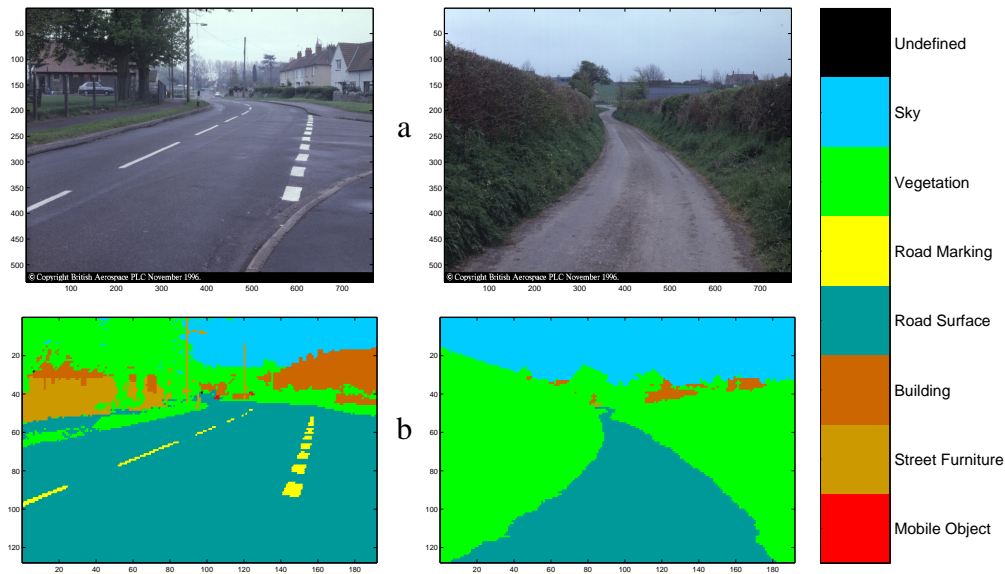 0
50
100
150
200
250
300
350
400
450
500
100 200 300 400 500 600 700
© Copyright British Aerospace PLC November 1996.
a
0
50
100
150
200
250
300
350
400
450
500
100 200 300 400 500 600 700
© Copyright British Aerospace PLC November 1996.
20
40
60
80
100
120
20 40 60 80 100 120 140 160 180
b
20
40
60
80
100
120
20 40 60 80 100 120 140 160 180
Undefined
Sky
Vegetation
Road Marking
Road Surface
Building
Street Furniture
Mobile Object